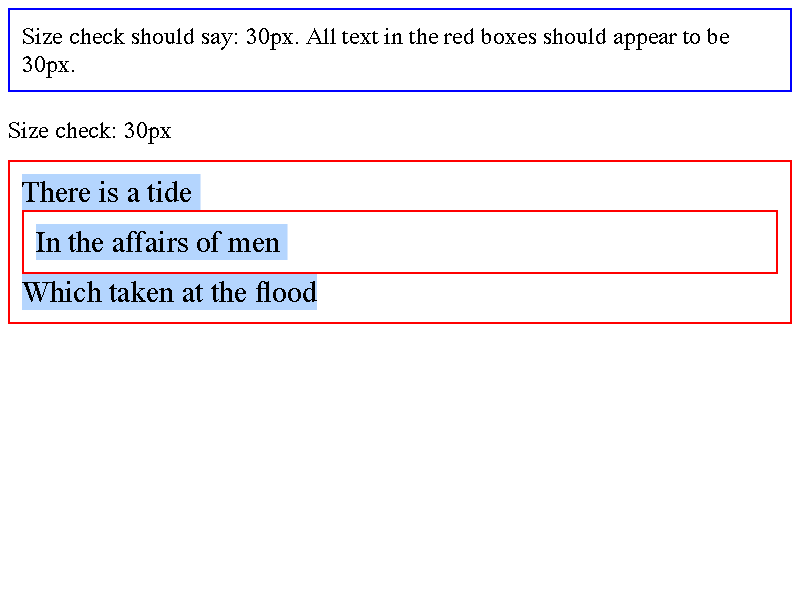 Size check should say: 30px. All text in the red boxes should appear to be
30px.
Size check: 30px
There is a tide
In the affairs of men
Which taken at the flood